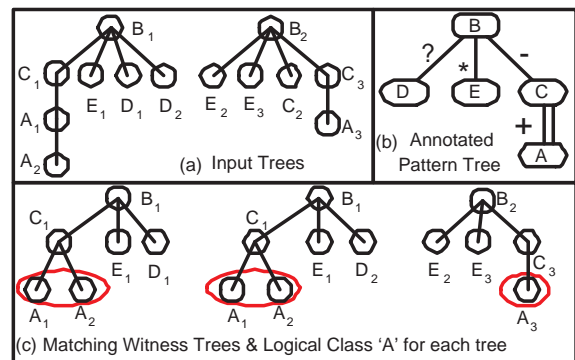 B1
C1
E1 D1 D2
A1
A2
B2
E2 E3 C2 C3
A3
(a) Input Trees
B
? * -
D E C
+
A
(b) Annotated
Pattern Tree
B1
C1
E1 D1
A1 A2
B1
C1
E1 D2
A1 A2
B2
E2 E3 C3
A3
(c) Matching Witness Trees & Logical Class 'A' for each tree